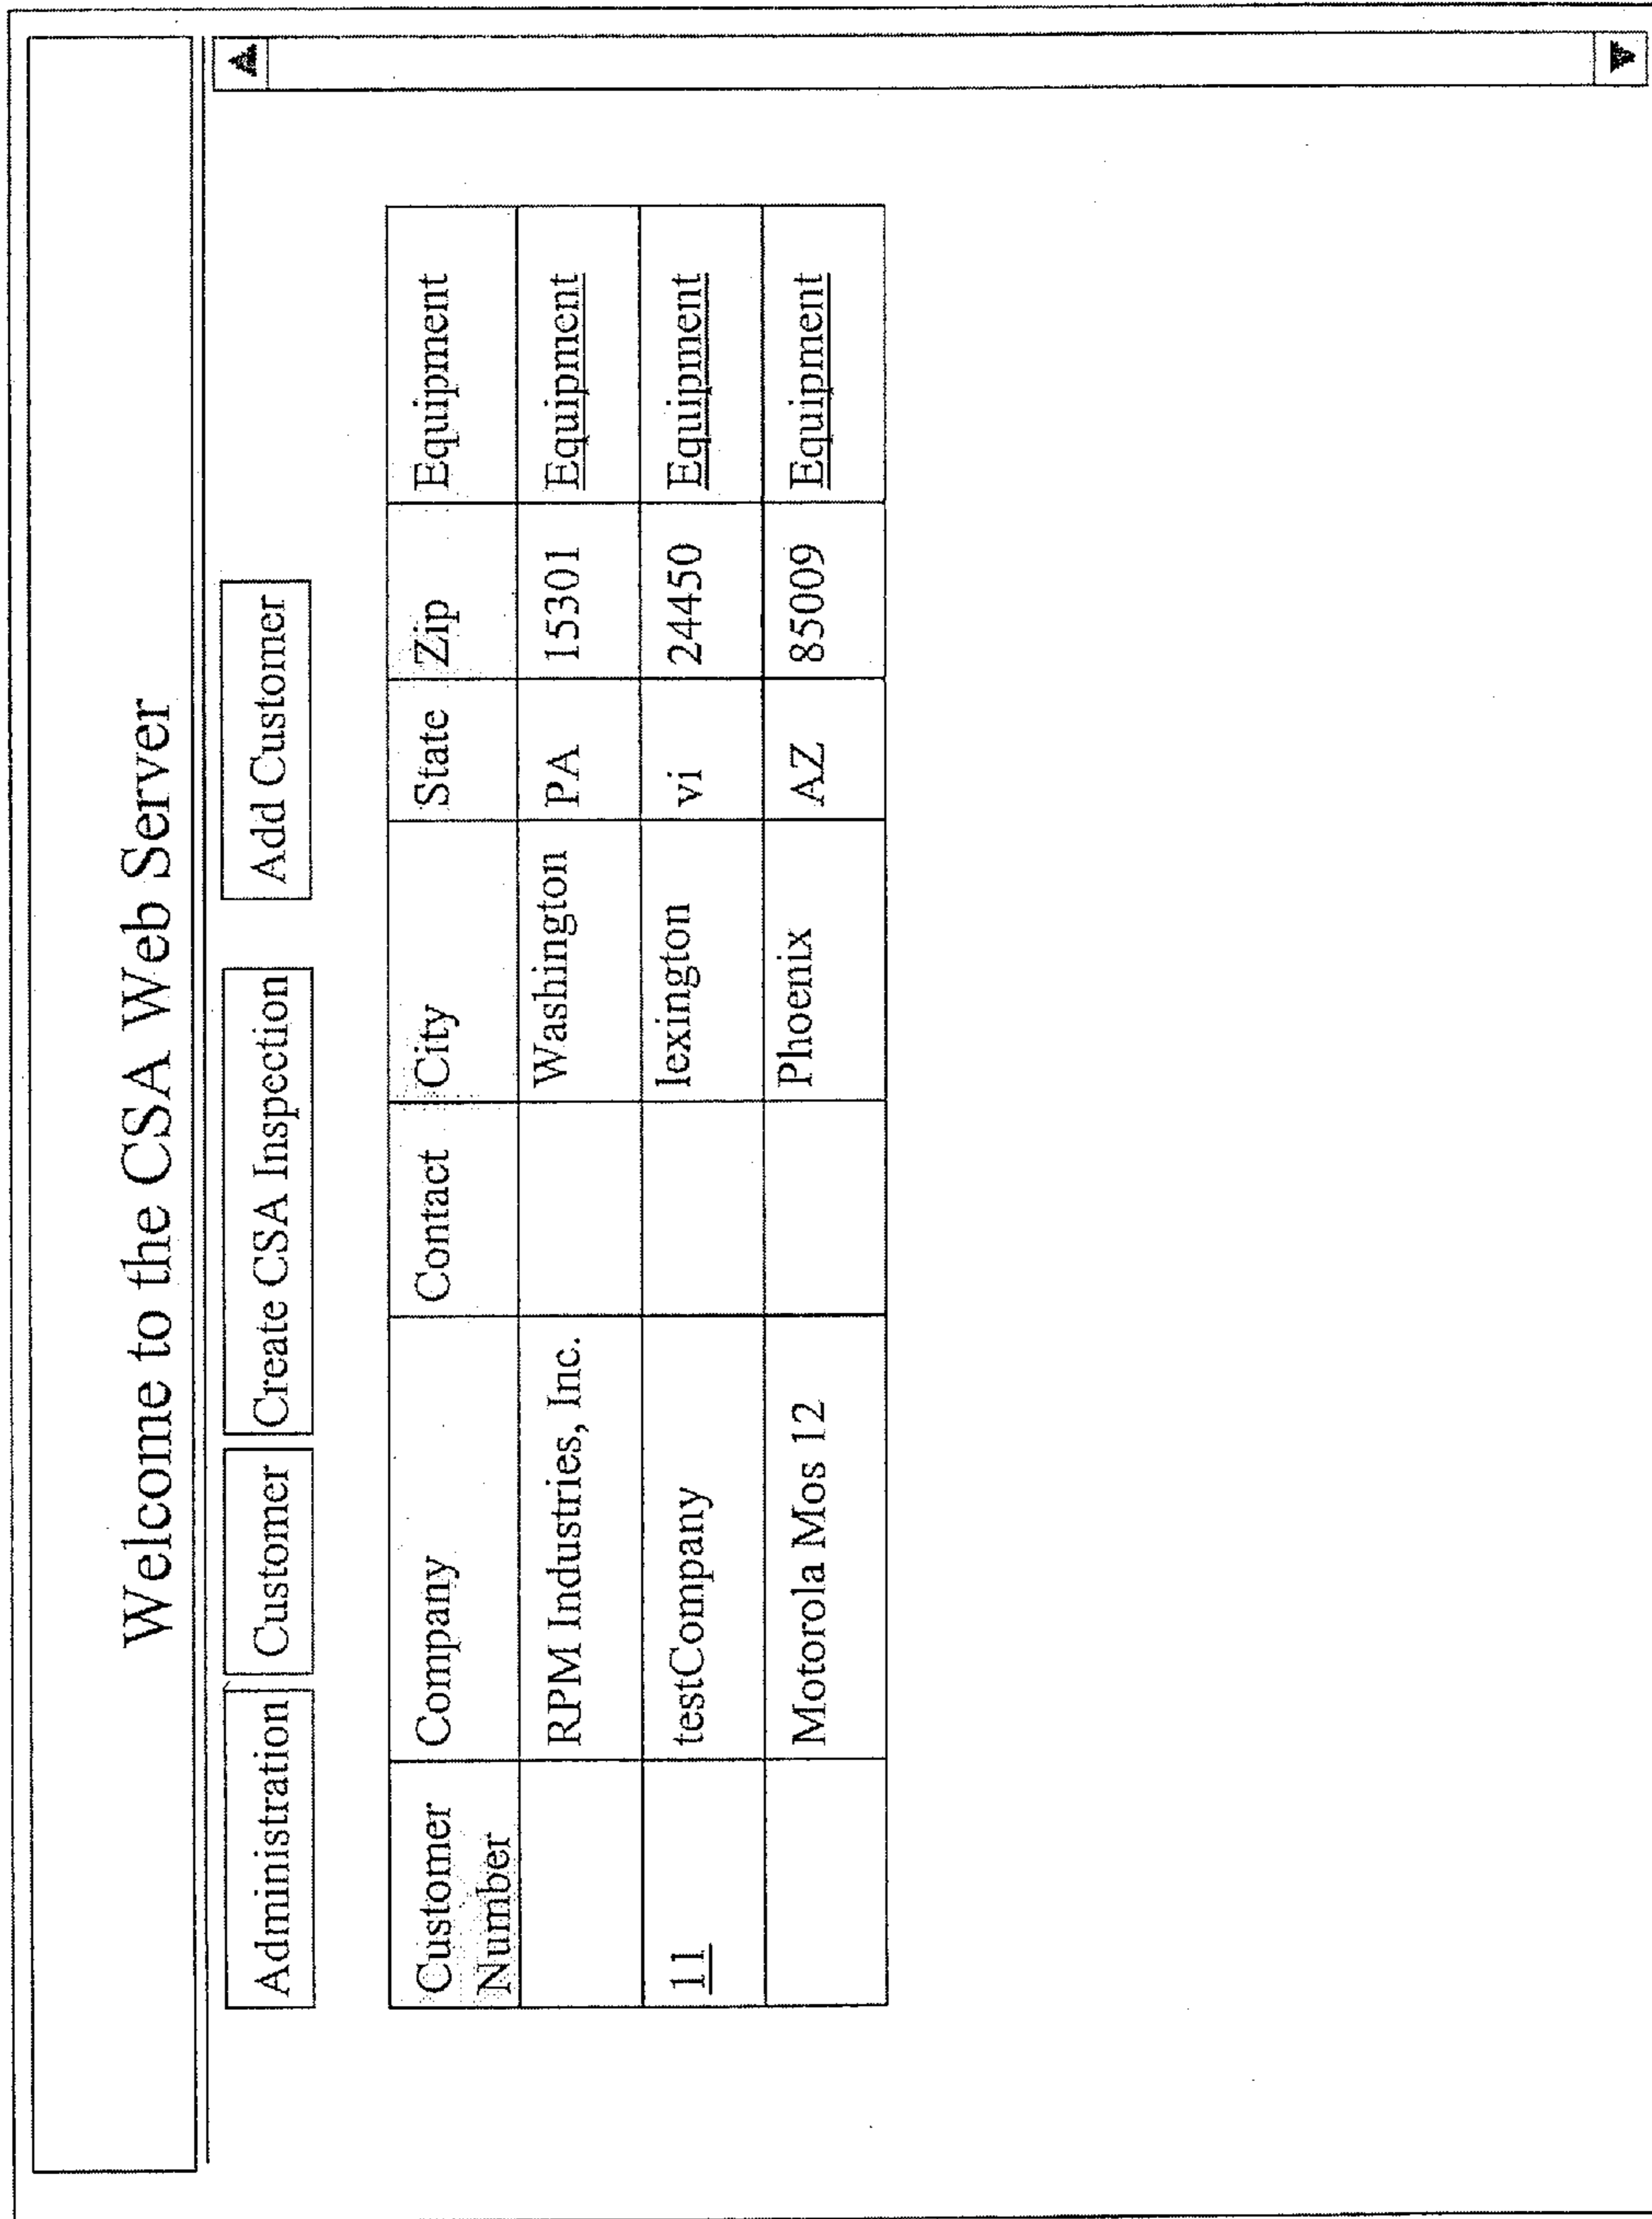 Welcome to the CSA Web Server
Administration Customer Create CSA Inspection Add Customer
Customer Number Company Contact City State Zip Equipment
RPM Industries, Inc. Washington PA 15301 Equipment
11 testCompany lexington vi 24450 Equipment
Motorola Mos 12 Phoenix AZ 85009 Equipment